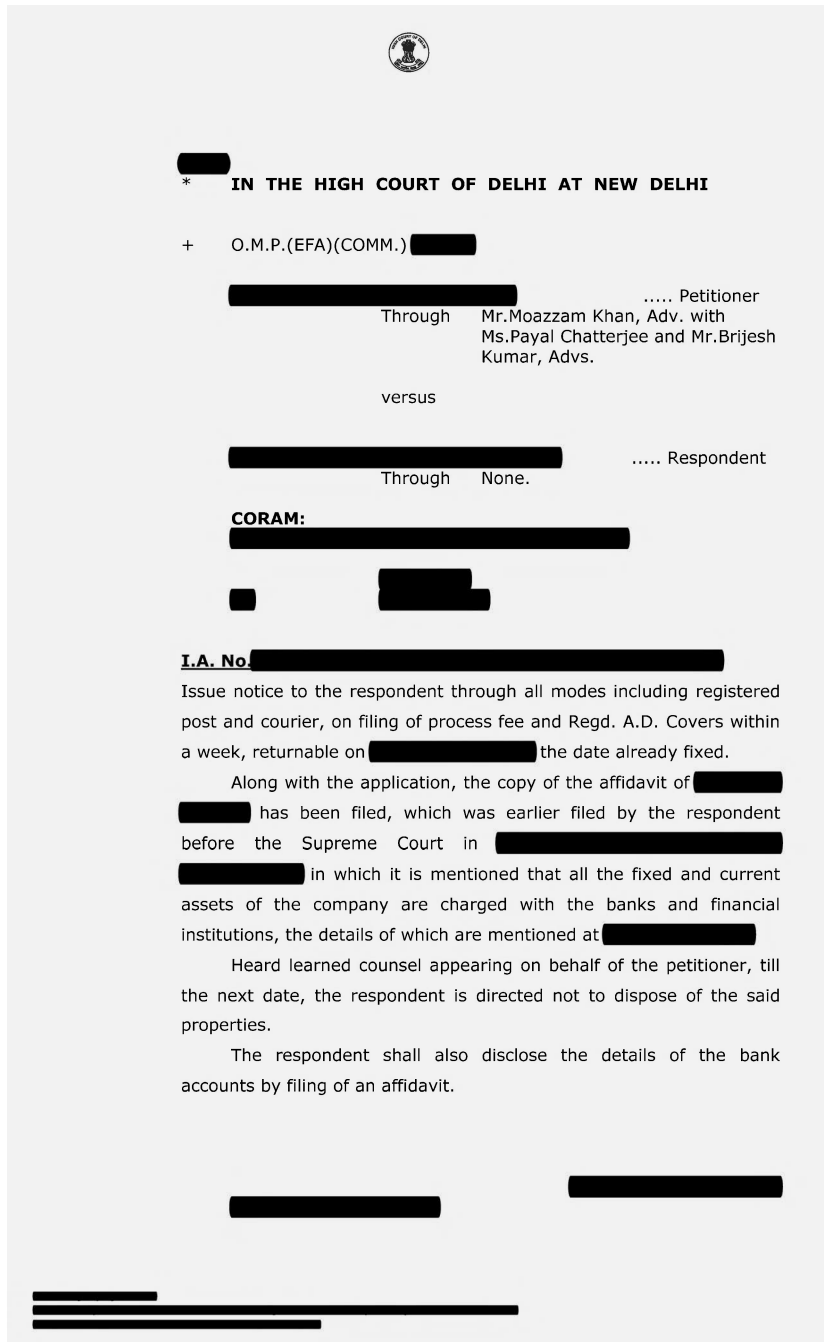 * IN THE HIGH COURT OF DELHI AT NEW DELHI
+ O.M.P.(EFA)(COMM.)
..... Petitioner
Through Mr.Moazzam Khan, Adv. with
Ms.Payal Chatterjee and Mr.Brijesh
Kumar, Advs.
versus
..... Respondent
Through None.
CORAM:
I.A. No.
Issue notice to the respondent through all modes including registered
post and courier, on filing of process fee and Regd. A.D. Covers within
a week, returnable on the date already fixed.
Along with the application, the copy of the affidavit of
has been filed, which was earlier filed by the respondent
before the Supreme Court in
in which it is mentioned that all the fixed and current
assets of the company are charged with the banks and financial
institutions, the details of which are mentioned at
Heard learned counsel appearing on behalf of the petitioner, till
the next date, the respondent is directed not to dispose of the said
properties.
The respondent shall also disclose the details of the bank
accounts by filing of an affidavit.